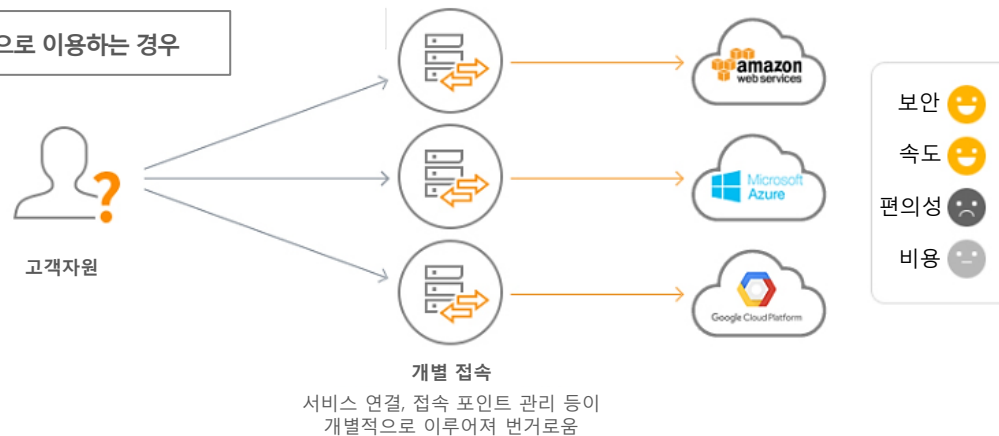 으로 이용하는 경우
amazon
web services
보안
속도
Microsoft
Azure
편의성
비용
?
고객자원
Google Cloud Platform
개별 접속
서비스 연결, 접속 포인트 관리 등이
개별적으로 이루어져 번거로움